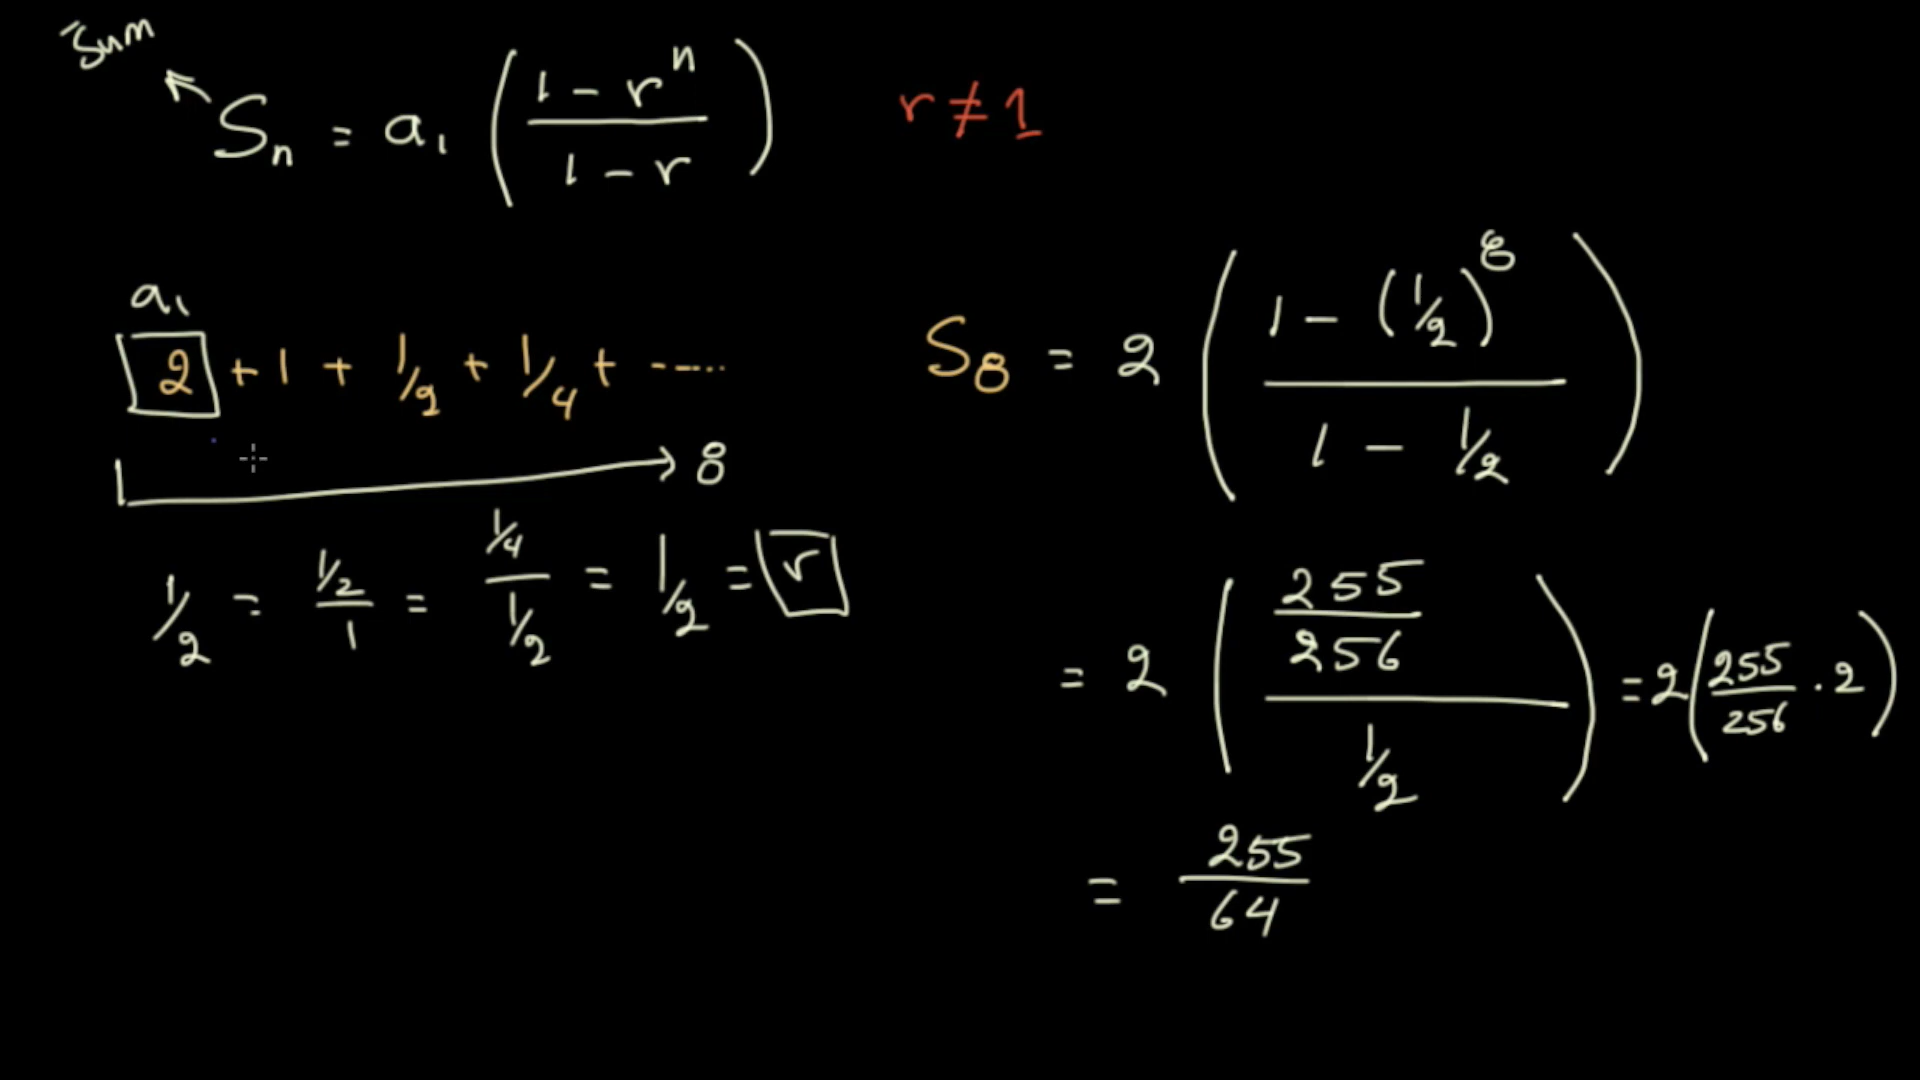 Sum
Sn = a₁ ( (1 - rⁿ) / (1 - r) )    r ≠ 1
a₁
2 + 1 + 1/2 + 1/4 + -----
8
1/2 = (1/2)/1 = (1/4)/(1/2) = 1/2 = r
S₈ = 2 ( (1 - (1/2)⁸) / (1 - 1/2) )
= 2 ( (255/256) / (1/2) ) = 2 ( 255/256 · 2 )
= 255/64